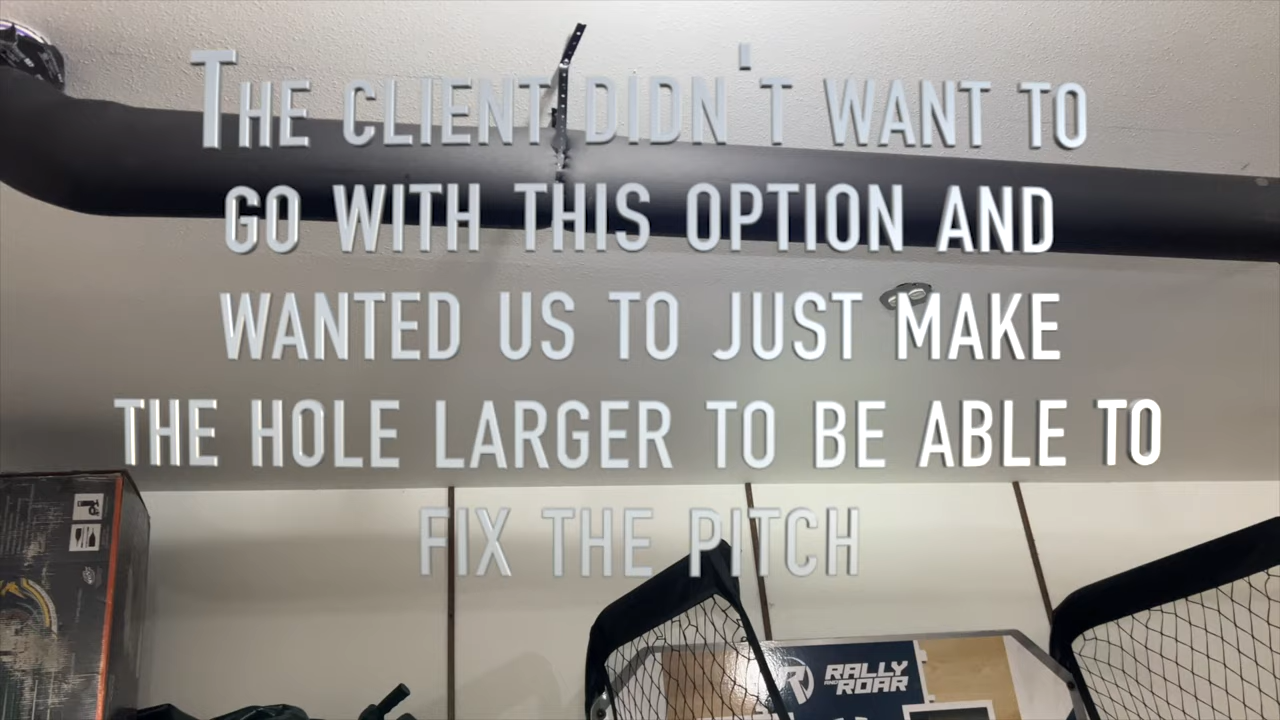 The client didn't want to
go with this option and
wanted us to just make
the hole larger to be able to
fix the pitch
RALLY
AND ROAR